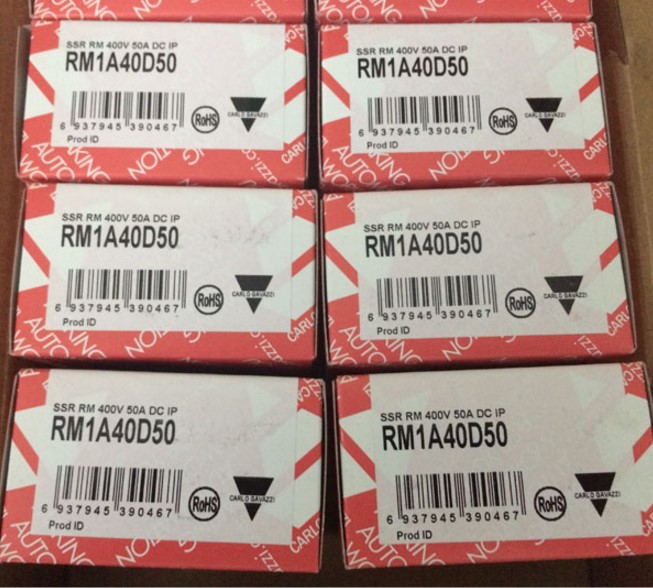 SSR RM 400V 50A DC IP
RM1A40D50
6 937945 390467
RoHS
CARLO GAVAZZI
Prod ID
SSR RM 400V 50A DC IP
RM1A40D50
6 937945 390467
RoHS
CARLO GAVAZZI
Prod ID
SSR RM 400V 50A DC IP
RM1A40D50
6 937945 390467
RoHS
CARLO GAVAZZI
Prod ID
SSR RM 400V 50A DC IP
RM1A40D50
6 937945 390467
RoHS
CARLO GAVAZZI
Prod ID
SSR RM 400V 50A DC IP
RM1A40D50
6 937945 390467
RoHS
CARLO GAVAZZI
Prod ID
SSR RM 400V 50A DC IP
RM1A40D50
6 937945 390467
RoHS
CARLO GAVAZZI
Prod ID